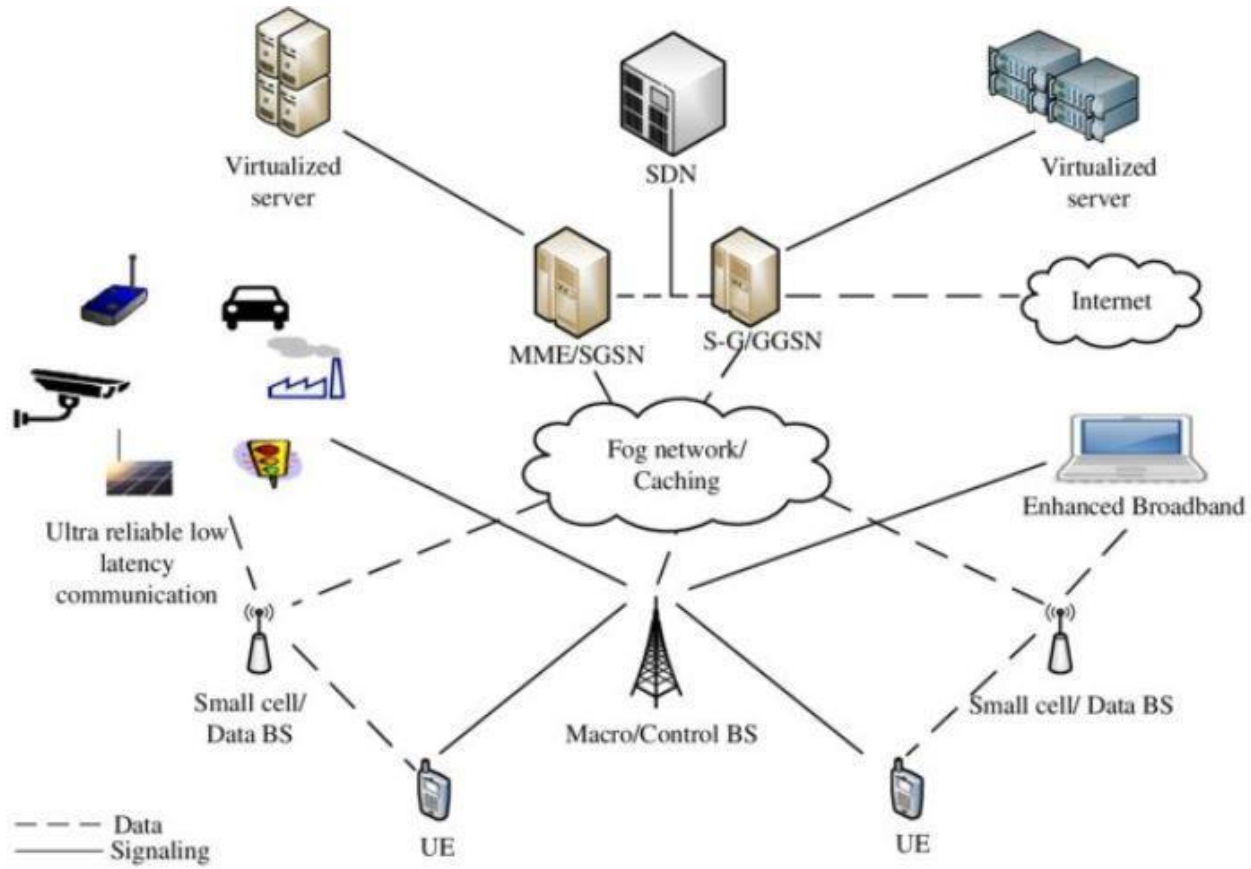 Virtualized
server
SDN
Virtualized
server
MME/SGSN
S-G/GGSN
Internet
Fog network/
Caching
Enhanced Broadband
Ultra reliable low
latency
communication
Small cell/
Data BS
Macro/Control BS
Small cell/ Data BS
UE
UE
Data
Signaling